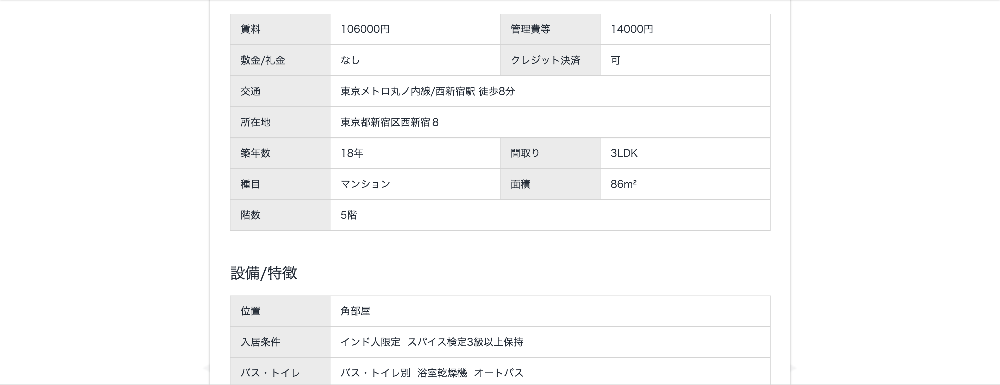 賃料 106000円 管理費等 14000円
敷金/礼金 なし クレジット決済 可
交通 東京メトロ丸ノ内線/西新宿駅 徒歩8分
所在地 東京都新宿区西新宿８
築年数 18年 間取り 3LDK
種目 マンション 面積 86m²
階数 5階
設備/特徴
位置 角部屋
入居条件 インド人限定 スパイス検定3級以上保持
バス・トイレ バス・トイレ別 浴室乾燥機 オートバス